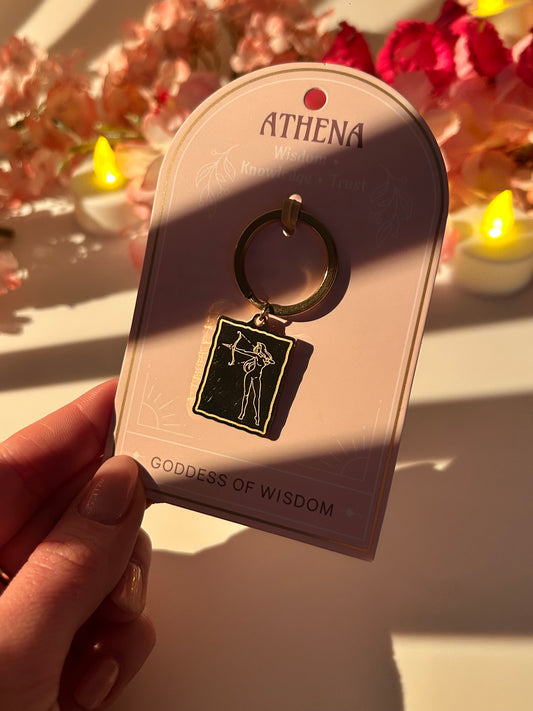 ATHENA
Wisdom •
Knowledge • Trust
GODDESS OF WISDOM